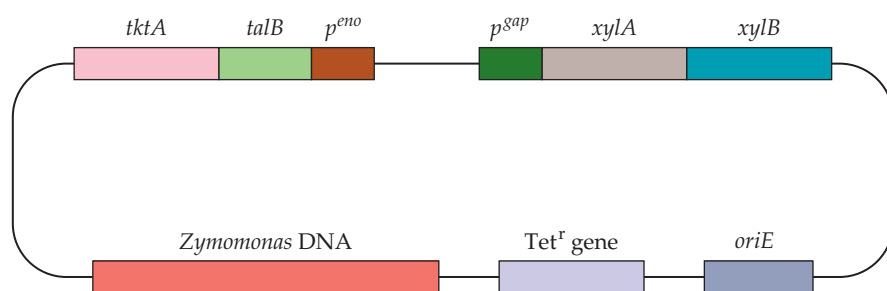 tktA talB p^eno p^gap xylA xylB
Zymomonas DNA Tet^r gene oriE